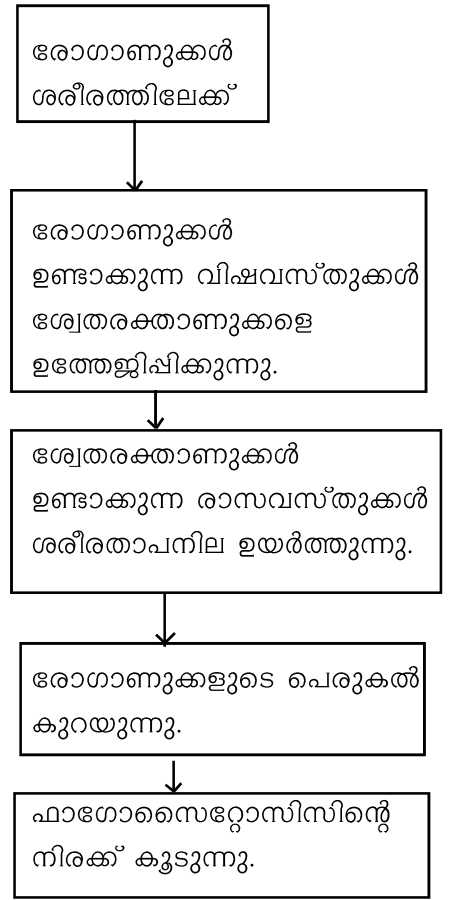 രോഗാണുക്കൾ
ശരീരത്തിലേക്ക്
രോഗാണുക്കൾ
ഉണ്ടാക്കുന്ന വിഷവസ്തുക്കൾ
ശ്വേതരക്താണുക്കളെ
ഉത്തേജിപ്പിക്കുന്നു.
ശ്വേതരക്താണുക്കൾ
ഉണ്ടാക്കുന്ന രാസവസ്തുക്കൾ
ശരീരതാപനില ഉയർത്തുന്നു.
രോഗാണുക്കളുടെ പെരുകൽ
കുറയുന്നു.
ഫാഗോസൈറ്റോസിസിന്റെ
നിരക്ക് കൂടുന്നു.